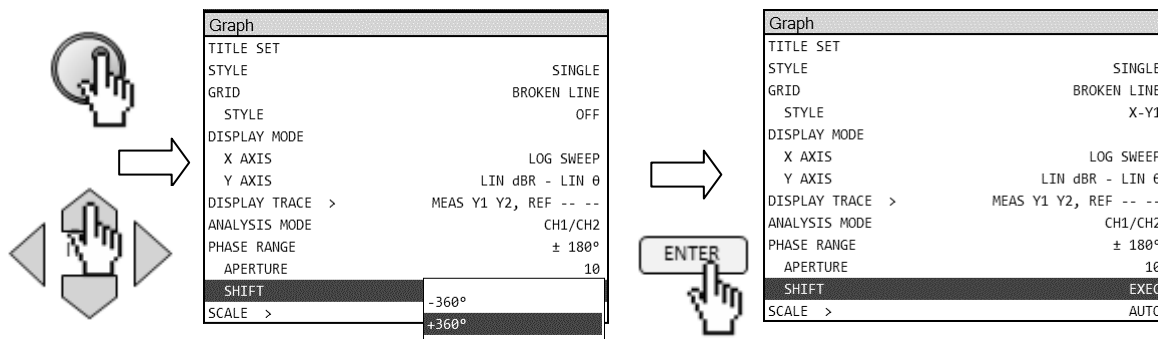 Graph
TITLE SET
STYLE SINGLE
GRID BROKEN LINE
STYLE OFF
DISPLAY MODE
X AXIS LOG SWEEP
Y AXIS LIN dBR - LIN θ
DISPLAY TRACE > MEAS Y1 Y2, REF -- --
ANALYSIS MODE CH1/CH2
PHASE RANGE ± 180°
APERTURE 10
SHIFT
-360°
SCALE >
+360°
ENTER
Graph
TITLE SET
STYLE SINGLE
GRID BROKEN LINE
STYLE X-Y1
DISPLAY MODE
X AXIS LOG SWEEP
Y AXIS LIN dBR - LIN θ
DISPLAY TRACE > MEAS Y1 Y2, REF -- --
ANALYSIS MODE CH1/CH2
PHASE RANGE ± 180°
APERTURE 10
SHIFT EXEC
SCALE > AUTO